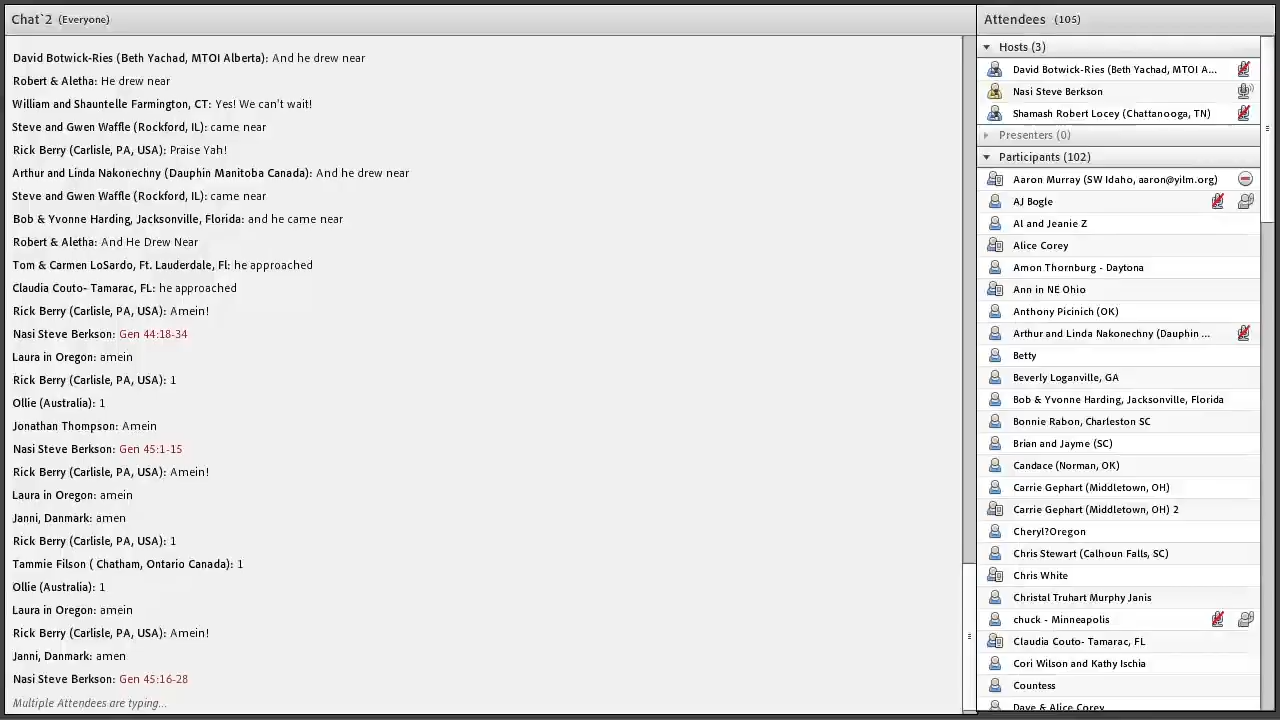 Chat`2 (Everyone)
David Botwick-Ries (Beth Yachad, MTOI Alberta): And he drew near
Robert & Aletha: He drew near
William and Shauntelle Farmington, CT: Yes! We can't wait!
Steve and Gwen Waffle (Rockford, IL): came near
Rick Berry (Carlisle, PA, USA): Praise Yah!
Arthur and Linda Nakonechny (Dauphin Manitoba Canada): And he drew near
Steve and Gwen Waffle (Rockford, IL): came near
Bob & Yvonne Harding, Jacksonville, Florida: and he came near
Robert & Aletha: And He Drew Near
Tom & Carmen LoSardo, Ft. Lauderdale, Fl: he approached
Claudia Couto- Tamarac, FL: he approached
Rick Berry (Carlisle, PA, USA): Amein!
Nasi Steve Berkson: Gen 44:18-34
Laura in Oregon: amein
Rick Berry (Carlisle, PA, USA): 1
Ollie (Australia): 1
Jonathan Thompson: Amein
Nasi Steve Berkson: Gen 45:1-15
Rick Berry (Carlisle, PA, USA): Amein!
Laura in Oregon: amein
Janni, Danmark: amen
Rick Berry (Carlisle, PA, USA): 1
Tammie Filson ( Chatham, Ontario Canada): 1
Ollie (Australia): 1
Laura in Oregon: amein
Rick Berry (Carlisle, PA, USA): Amein!
Janni, Danmark: amen
Nasi Steve Berkson: Gen 45:16-28
Multiple Attendees are typing...
Attendees (105)
Hosts (3)
David Botwick-Ries (Beth Yachad, MTOI A...
Nasi Steve Berkson
Shamash Robert Locey (Chattanooga, TN)
Presenters (0)
Participants (102)
Aaron Murray (SW Idaho, aaron@yilm.org)
AJ Bogle
Al and Jeanie Z
Alice Corey
Amon Thornburg - Daytona
Ann in NE Ohio
Anthony Picinich (OK)
Arthur and Linda Nakonechny (Dauphin ...
Betty
Beverly Loganville, GA
Bob & Yvonne Harding, Jacksonville, Florida
Bonnie Rabon, Charleston SC
Brian and Jayme (SC)
Candace (Norman, OK)
Carrie Gephart (Middletown, OH)
Carrie Gephart (Middletown, OH) 2
Cheryl?Oregon
Chris Stewart (Calhoun Falls, SC)
Chris White
Christal Truhart Murphy Janis
chuck - Minneapolis
Claudia Couto- Tamarac, FL
Cori Wilson and Kathy Ischia
Countess
Dave & Alice Corey